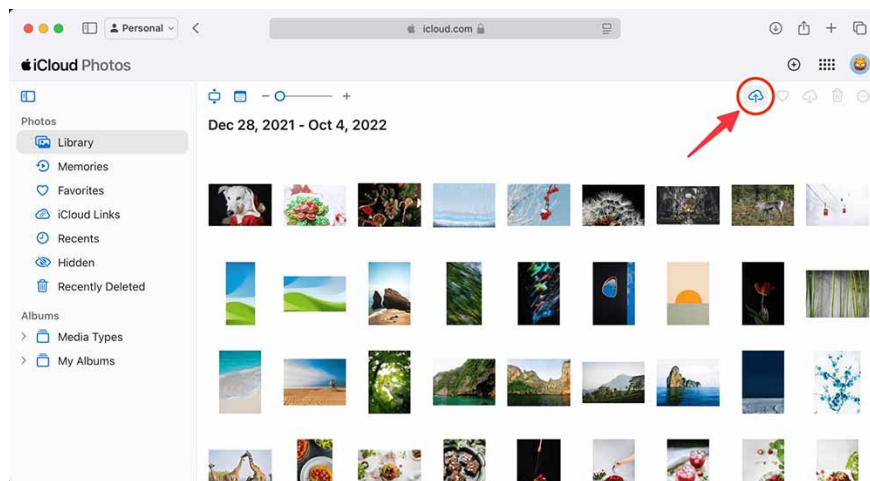 Personal
icloud.com
iCloud Photos
Photos
Dec 28, 2021 - Oct 4, 2022
Library
Memories
Favorites
iCloud Links
Recents
Hidden
Recently Deleted
Albums
Media Types
My Albums